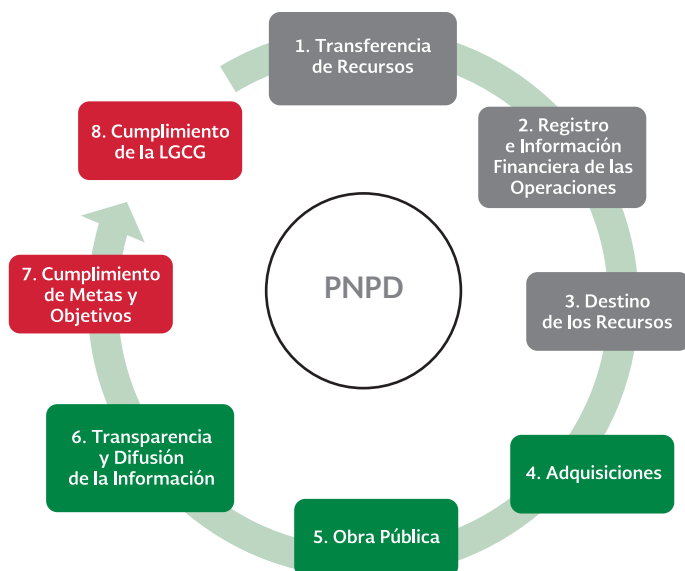 1. Transferencia
de Recursos
2. Registro
e Información
Financiera de las
Operaciones
3. Destino
de los Recursos
4. Adquisiciones
5. Obra Pública
6. Transparencia
y Difusión
de la Información
7. Cumplimiento
de Metas y
Objetivos
8. Cumplimiento
de la LGCG
PNPD